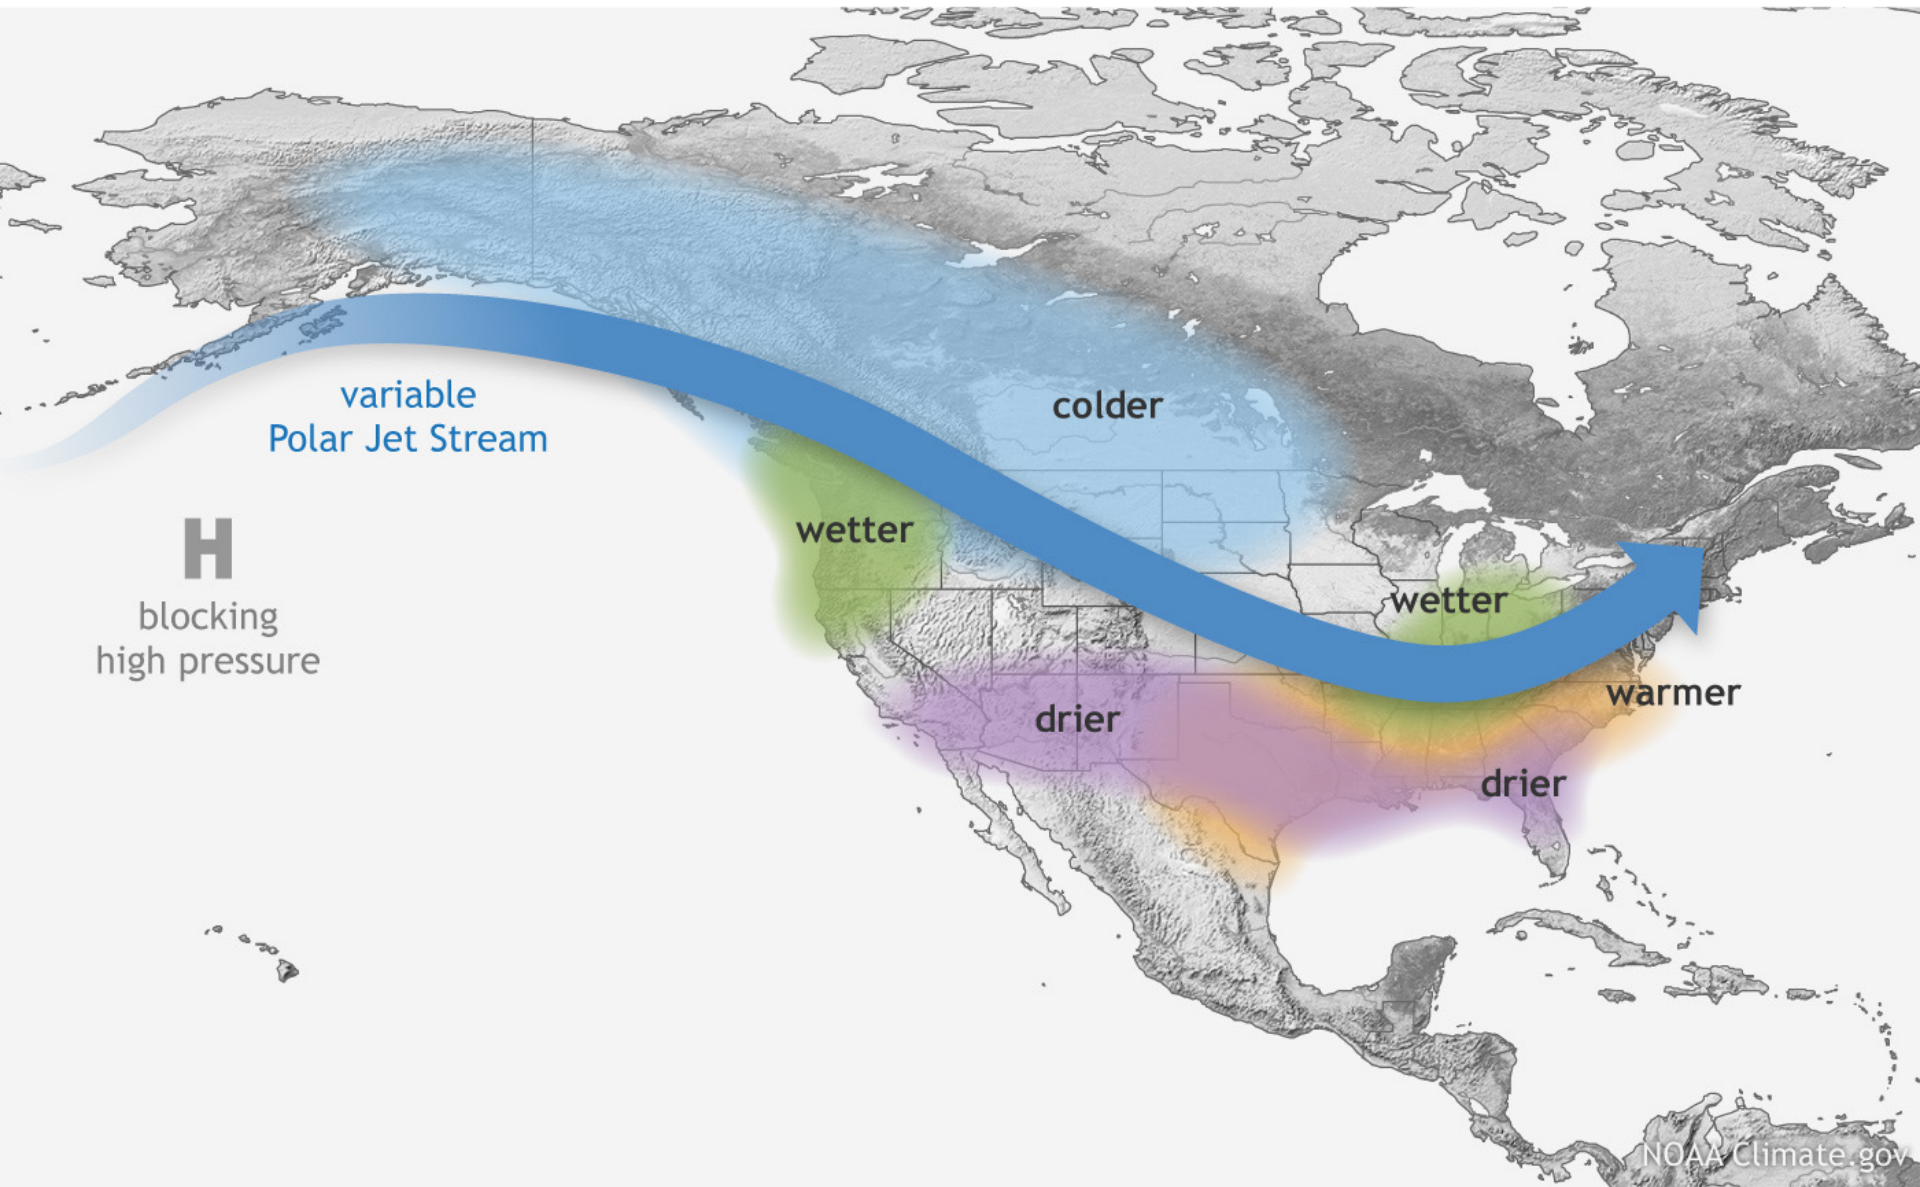 variable
Polar Jet Stream
colder
H
blocking
high pressure
wetter
wetter
warmer
drier
drier
NOAA Climate.gov